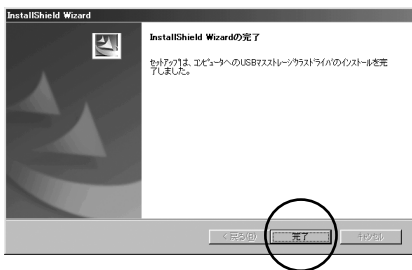 InstallShield Wizard
InstallShield Wizardの完了
ｾｯﾄｱｯﾌﾟは、ｺﾝﾋﾟｭｰﾀへのUSBﾏｽｽﾄﾚｰｼﾞｸﾗｽﾄﾞﾗｲﾊﾞのｲﾝｽﾄｰﾙを完
了しました。
< 戻る(B) 完了 ｷｬﾝｾﾙ